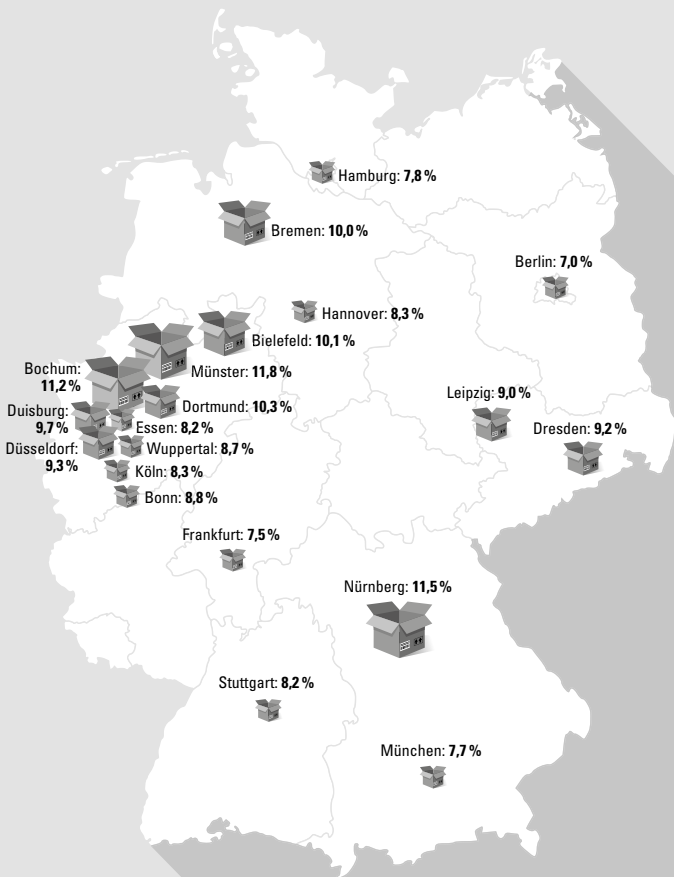 Hamburg: 7,8 %
Bremen: 10,0 %
Berlin: 7,0 %
Hannover: 8,3 %
Bielefeld: 10,1 %
Münster: 11,8 %
Bochum:
11,2 %
Dortmund: 10,3 %
Duisburg:
9,7 %
Essen: 8,2 %
Düsseldorf:
9,3 %
Wuppertal: 8,7 %
Köln: 8,3 %
Bonn: 8,8 %
Leipzig: 9,0 %
Dresden: 9,2 %
Frankfurt: 7,5 %
Nürnberg: 11,5 %
Stuttgart: 8,2 %
München: 7,7 %